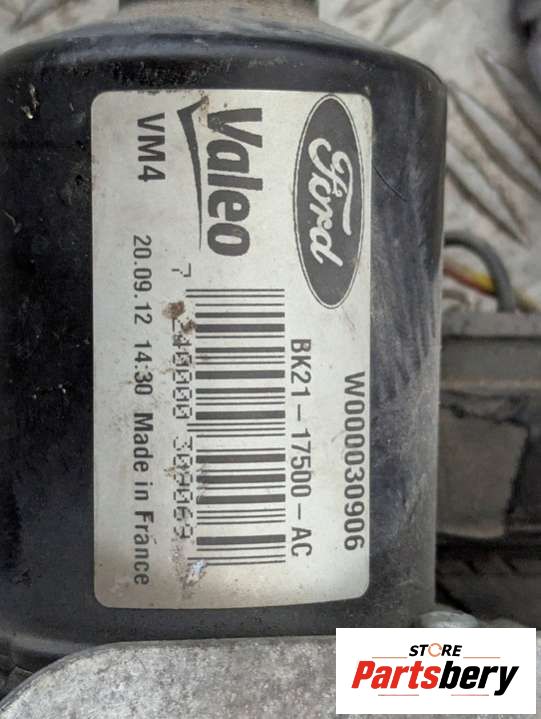 Ford
W000030906
BK21-17500-AC
Valeo
VM4
20.09.12 14:30 Made in France
STORE
Partsbery